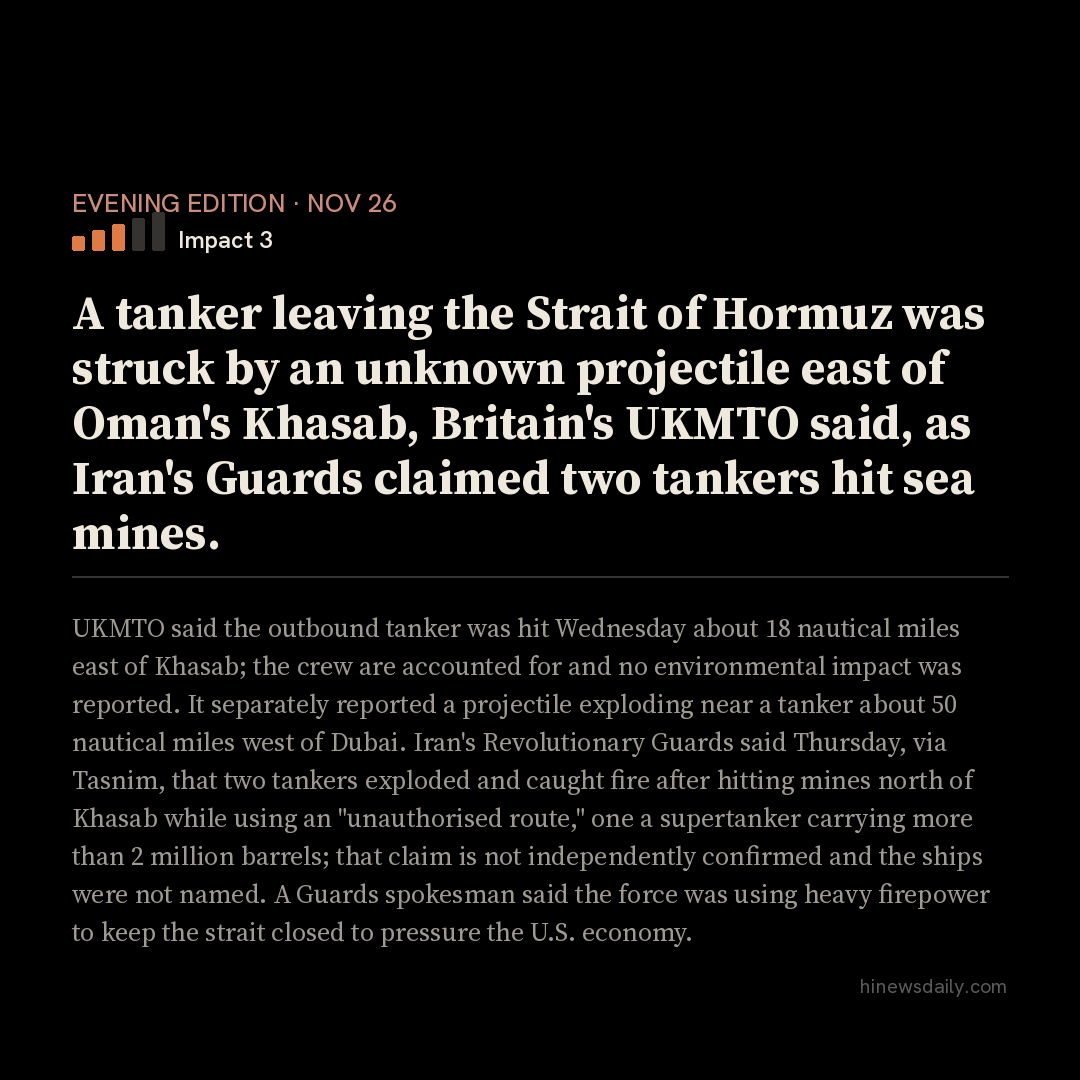 EVENING EDITION · NOV 26
Impact 3
A tanker leaving the Strait of Hormuz was
struck by an unknown projectile east of
Oman's Khasab, Britain's UKMTO said, as
Iran's Guards claimed two tankers hit sea
mines.
UKMTO said the outbound tanker was hit Wednesday about 18 nautical miles
east of Khasab; the crew are accounted for and no environmental impact was
reported. It separately reported a projectile exploding near a tanker about 50
nautical miles west of Dubai. Iran's Revolutionary Guards said Thursday, via
Tasnim, that two tankers exploded and caught fire after hitting mines north of
Khasab while using an "unauthorised route," one a supertanker carrying more
than 2 million barrels; that claim is not independently confirmed and the ships
were not named. A Guards spokesman said the force was using heavy firepower
to keep the strait closed to pressure the U.S. economy.
hinewsdaily.com